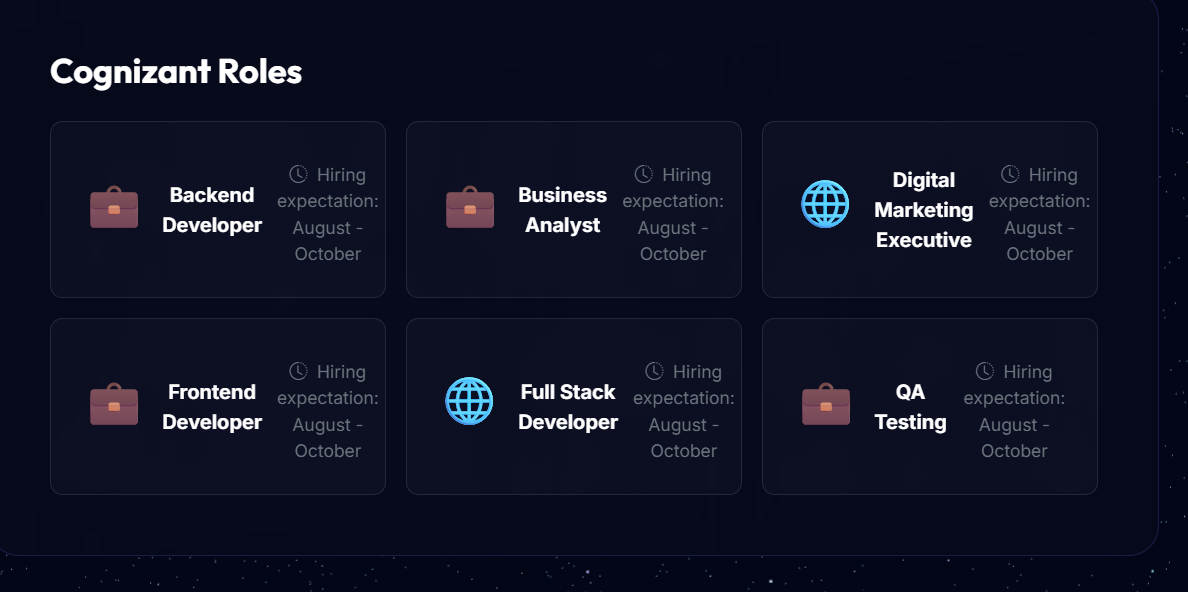 Cognizant Roles
Backend
Developer
Hiring
expectation:
August -
October
Business
Analyst
Hiring
expectation:
August -
October
Digital
Marketing
Executive
Hiring
expectation:
August -
October
Frontend
Developer
Hiring
expectation:
August -
October
Full Stack
Developer
Hiring
expectation:
August -
October
QA
Testing
Hiring
expectation:
August -
October